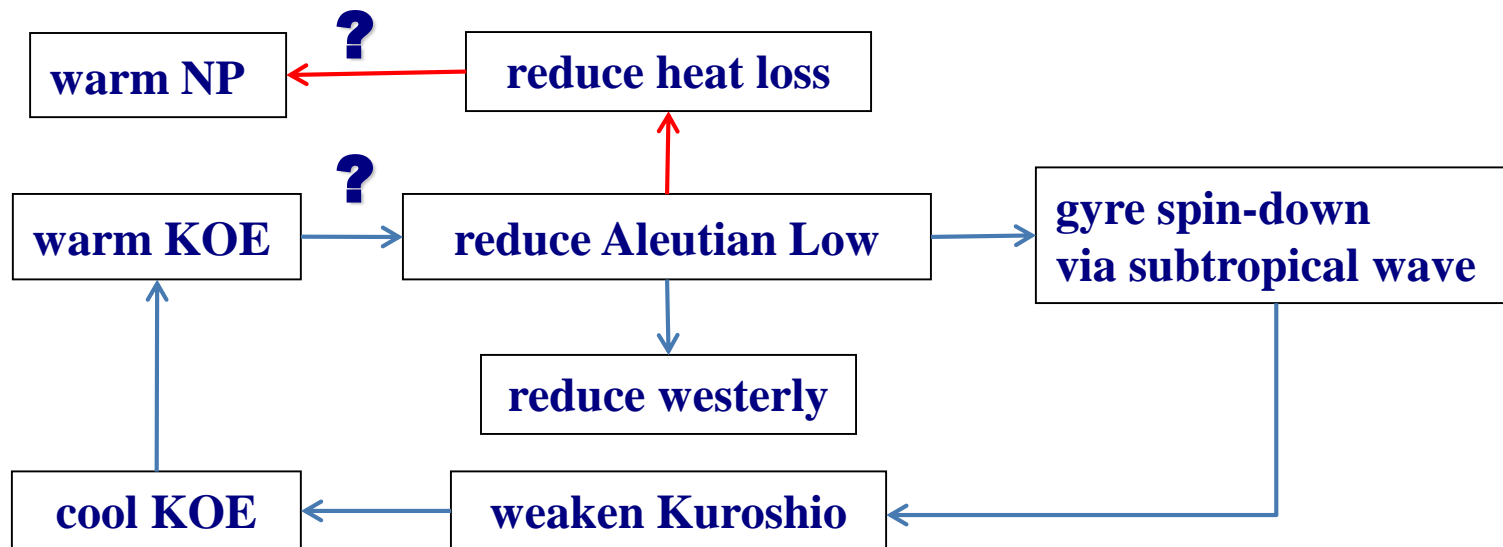 ?
warm NP
reduce heat loss
?
warm KOE
reduce Aleutian Low
gyre spin-down
via subtropical wave
reduce westerly
cool KOE
weaken Kuroshio